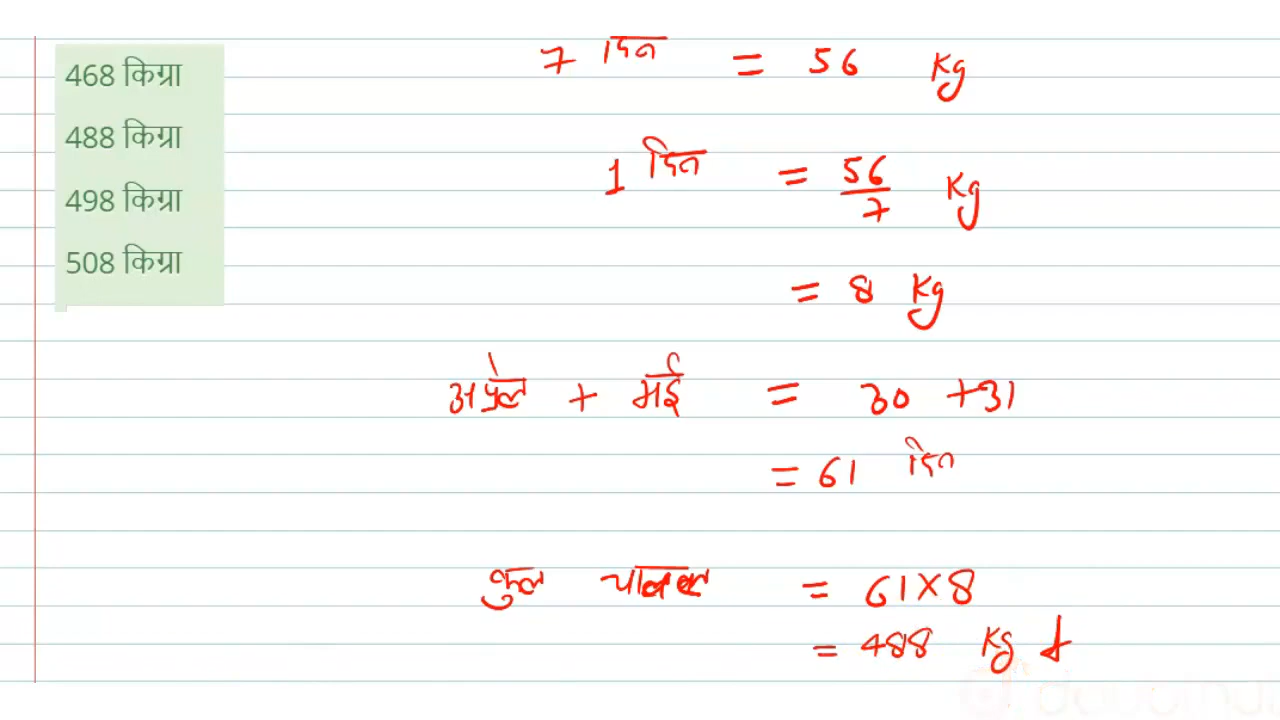 468 किग्रा
488 किग्रा
498 किग्रा
508 किग्रा
7 दिन = 56 Kg
1 दिन = 56/7 Kg
= 8 Kg
अप्रैल + मई = 30 + 31
= 61 दिन
कुल = 61 × 8
= 488 Kg